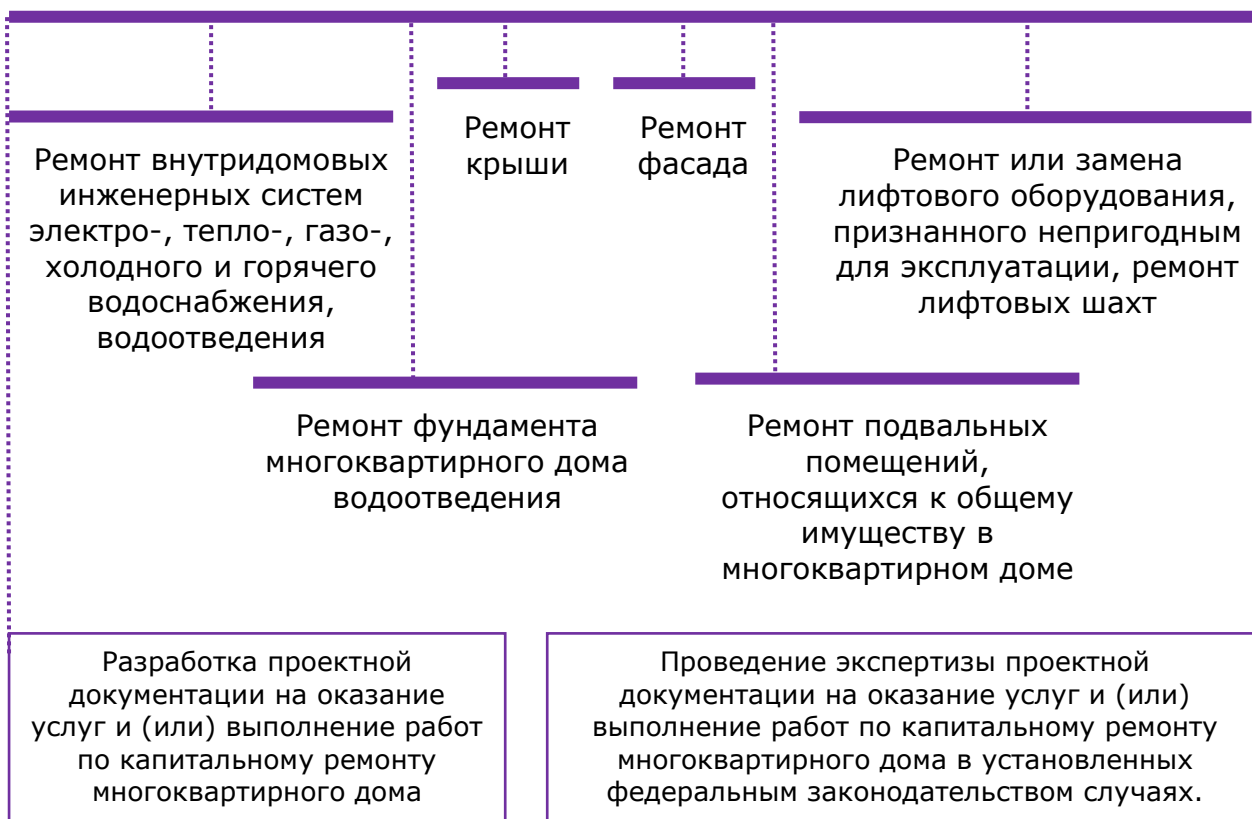 Ремонт внутридомовых
инженерных систем
электро-, тепло-, газо-,
холодного и горячего
водоснабжения,
водоотведения
Ремонт
крыши
Ремонт
фасада
Ремонт или замена
лифтового оборудования,
признанного непригодным
для эксплуатации, ремонт
лифтовых шахт
Ремонт фундамента
многоквартирного дома
водоотведения
Ремонт подвальных
помещений,
относящихся к общему
имуществу в
многоквартирном доме
Разработка проектной
документации на оказание
услуг и (или) выполнение работ
по капитальному ремонту
многоквартирного дома
Проведение экспертизы проектной
документации на оказание услуг и (или)
выполнение работ по капитальному ремонту
многоквартирного дома в установленных
федеральным законодательством случаях.